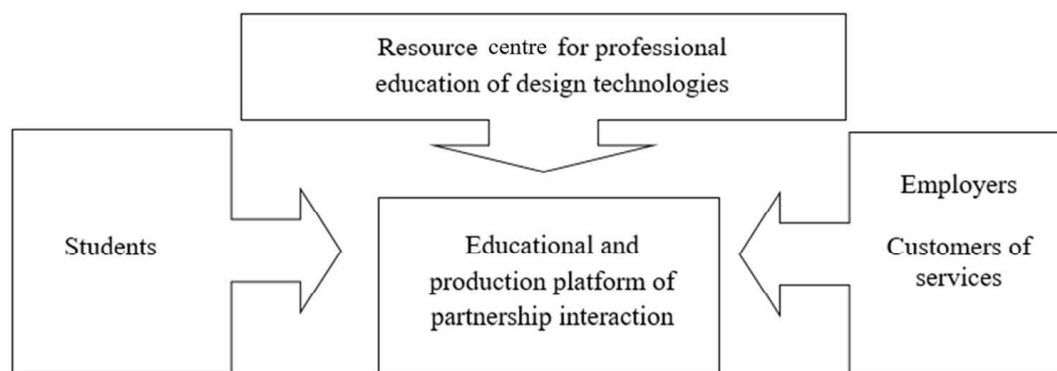 Resource centre for professional
education of design technologies
Students
Educational and
production platform of
partnership interaction
Employers
Customers of
services